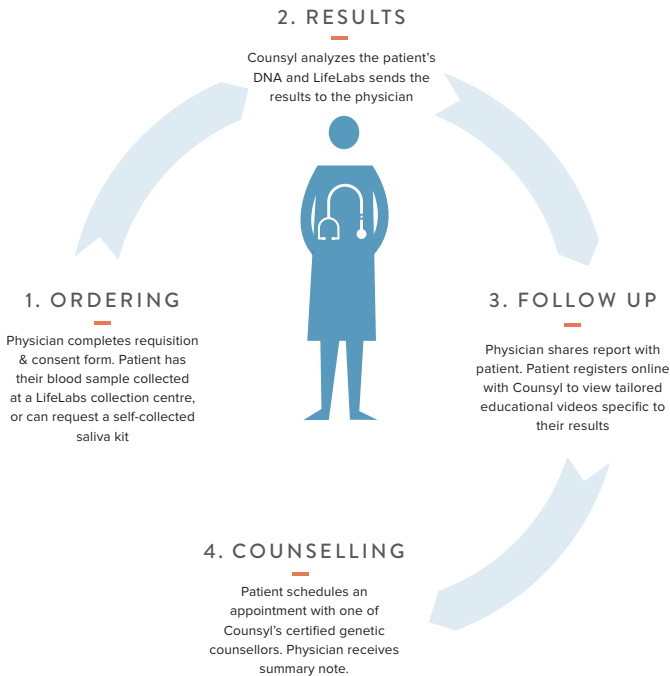 2. RESULTS
Counsyl analyzes the patient's
DNA and LifeLabs sends the
results to the physician
1. ORDERING
Physician completes requisition
& consent form. Patient has
their blood sample collected
at a LifeLabs collection centre,
or can request a self-collected
saliva kit
3. FOLLOW UP
Physician shares report with
patient. Patient registers online
with Counsyl to view tailored
educational videos specific to
their results
4. COUNSELLING
Patient schedules an
appointment with one of
Counsyl's certified genetic
counsellors. Physician receives
summary note.